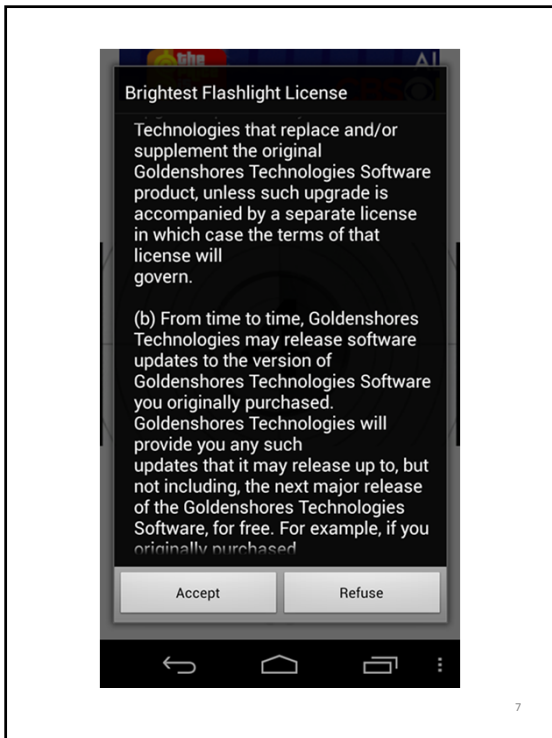 the
AI
Brightest Flashlight License
Technologies that replace and/or
supplement the original
Goldenshores Technologies Software
product, unless such upgrade is
accompanied by a separate license
in which case the terms of that
license will
govern.
(b) From time to time, Goldenshores
Technologies may release software
updates to the version of
Goldenshores Technologies Software
you originally purchased.
Goldenshores Technologies will
provide you any such
updates that it may release up to, but
not including, the next major release
of the Goldenshores Technologies
Software, for free. For example, if you
originally purchased
Accept
Refuse
7